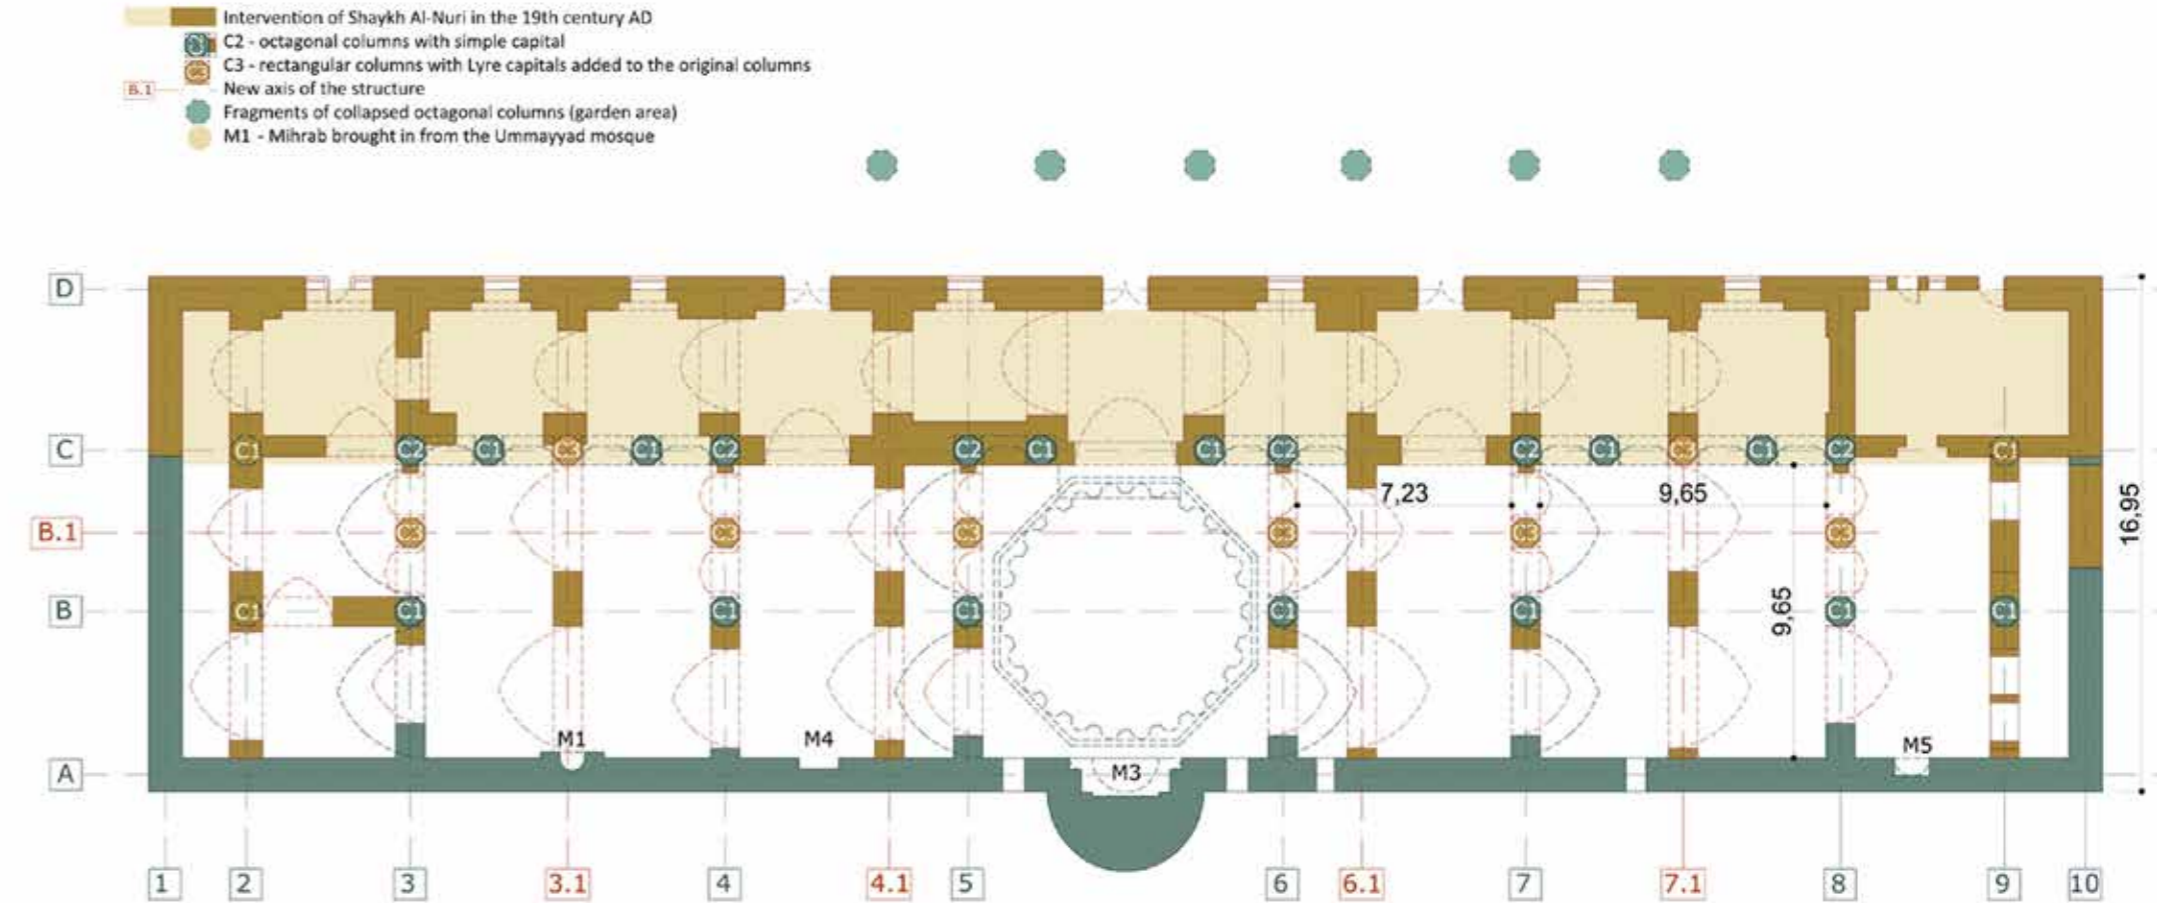 Intervention of Shaykh Al-Nuri in the 19th century AD
C1 C2 - octagonal columns with simple capital
C3 C3 - rectangular columns with Lyre capitals added to the original columns
B.1 New axis of the structure
Fragments of collapsed octagonal columns (garden area)
M1 - Mihrab brought in from the Ummayyad mosque
D
C C1 C2 C1 C3 C1 C2 C2 C1 C1 C2 C2 C1 C3 C1 C2 C1
7,23 9,65
16,95
B.1 C3 C3 C3 C3 C3 C3
B C1 C1 C1 C1 C1 C1 C1 C1
9,65
M1 M4 M5
A M3
1 2 3 3.1 4 4.1 5 6 6.1 7 7.1 8 9 10